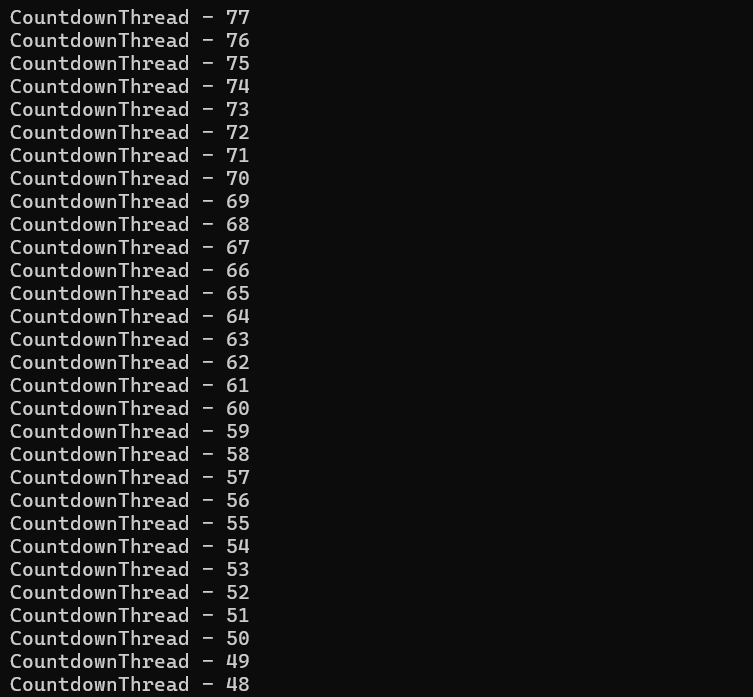 CountdownThread - 77
CountdownThread - 76
CountdownThread - 75
CountdownThread - 74
CountdownThread - 73
CountdownThread - 72
CountdownThread - 71
CountdownThread - 70
CountdownThread - 69
CountdownThread - 68
CountdownThread - 67
CountdownThread - 66
CountdownThread - 65
CountdownThread - 64
CountdownThread - 63
CountdownThread - 62
CountdownThread - 61
CountdownThread - 60
CountdownThread - 59
CountdownThread - 58
CountdownThread - 57
CountdownThread - 56
CountdownThread - 55
CountdownThread - 54
CountdownThread - 53
CountdownThread - 52
CountdownThread - 51
CountdownThread - 50
CountdownThread - 49
CountdownThread - 48